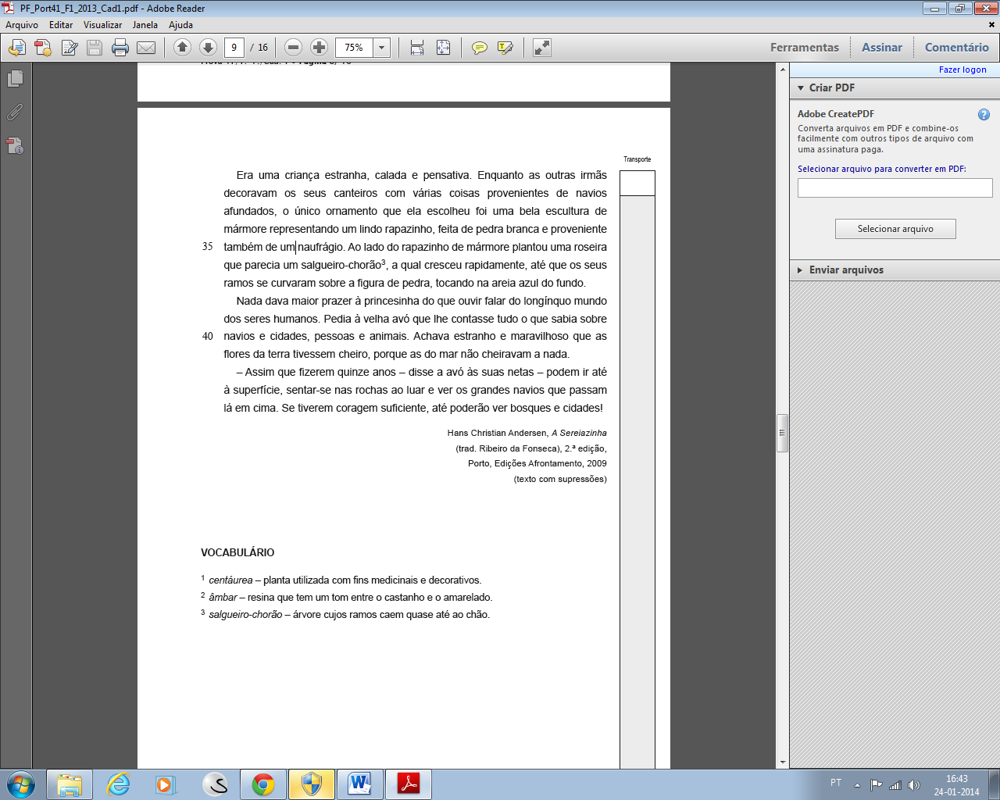 PF_Port41_F1_2013_Cad1.pdf - Adobe Reader
Arquivo Editar Visualizar Janela Ajuda
9 / 16 75% Ferramentas Assinar Comentário
Fazer logon
Criar PDF
Adobe CreatePDF
Converta arquivos em PDF e combine-os
facilmente com outros tipos de arquivo com
uma assinatura paga.
Selecionar arquivo para converter em PDF:
Selecionar arquivo
Enviar arquivos
Transporte
Era uma criança estranha, calada e pensativa. Enquanto as outras irmãs
decoravam os seus canteiros com várias coisas provenientes de navios
afundados, o único ornamento que ela escolheu foi uma bela escultura de
mármore representando um lindo rapazinho, feita de pedra branca e proveniente
35 também de um naufrágio. Ao lado do rapazinho de mármore plantou uma roseira
que parecia um salgueiro-chorão³, a qual cresceu rapidamente, até que os seus
ramos se curvaram sobre a figura de pedra, tocando na areia azul do fundo.
Nada dava maior prazer à princesinha do que ouvir falar do longínquo mundo
dos seres humanos. Pedia à velha avó que lhe contasse tudo o que sabia sobre
40 navios e cidades, pessoas e animais. Achava estranho e maravilhoso que as
flores da terra tivessem cheiro, porque as do mar não cheiravam a nada.
– Assim que fizerem quinze anos – disse a avó às suas netas – podem ir até
à superfície, sentar-se nas rochas ao luar e ver os grandes navios que passam
lá em cima. Se tiverem coragem suficiente, até poderão ver bosques e cidades!
Hans Christian Andersen, A Sereiazinha
(trad. Ribeiro da Fonseca), 2.ª edição,
Porto, Edições Afrontamento, 2009
(texto com supressões)
VOCABULÁRIO
¹ centáurea – planta utilizada com fins medicinais e decorativos.
² âmbar – resina que tem um tom entre o castanho e o amarelado.
³ salgueiro-chorão – árvore cujos ramos caem quase até ao chão.
PT 16:43
24-01-2014